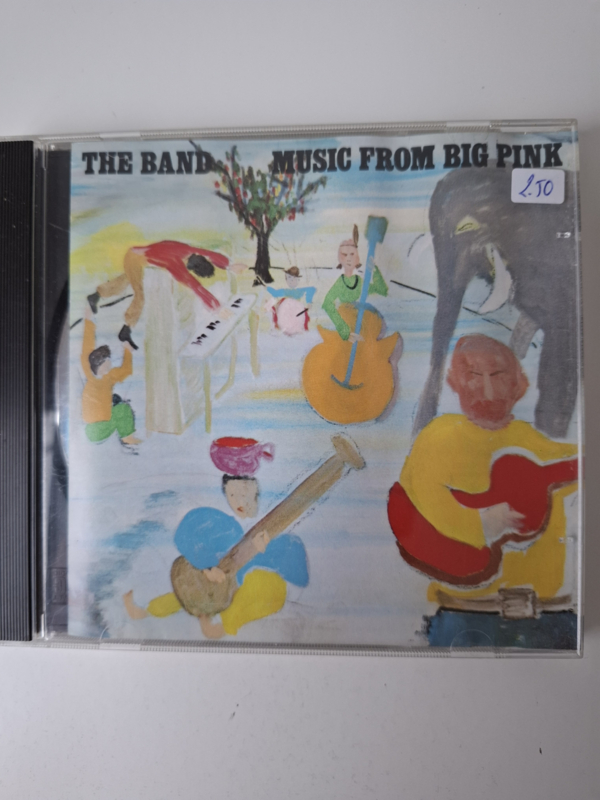 THE BAND MUSIC FROM BIG PINK
2.50